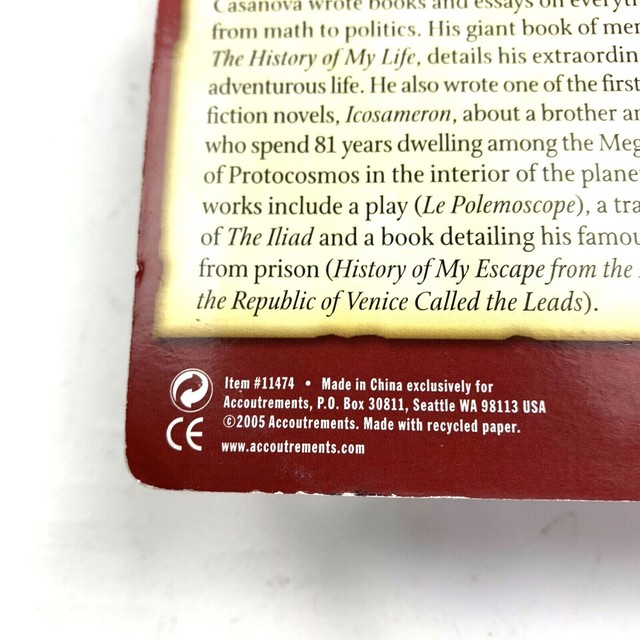 Casanova wrote books and essays on everyth
from math to politics. His giant book of mem
The History of My Life, details his extraordin
adventurous life. He also wrote one of the first
fiction novels, Icosameron, about a brother an
who spend 81 years dwelling among the Meg
of Protocosmos in the interior of the plane
works include a play (Le Polemoscope), a tra
of The Iliad and a book detailing his famou
from prison (History of My Escape from the
the Republic of Venice Called the Leads).
Item #11474 • Made in China exclusively for
Accoutrements, P.O. Box 30811, Seattle WA 98113 USA
©2005 Accoutrements. Made with recycled paper.
CE www.accoutrements.com